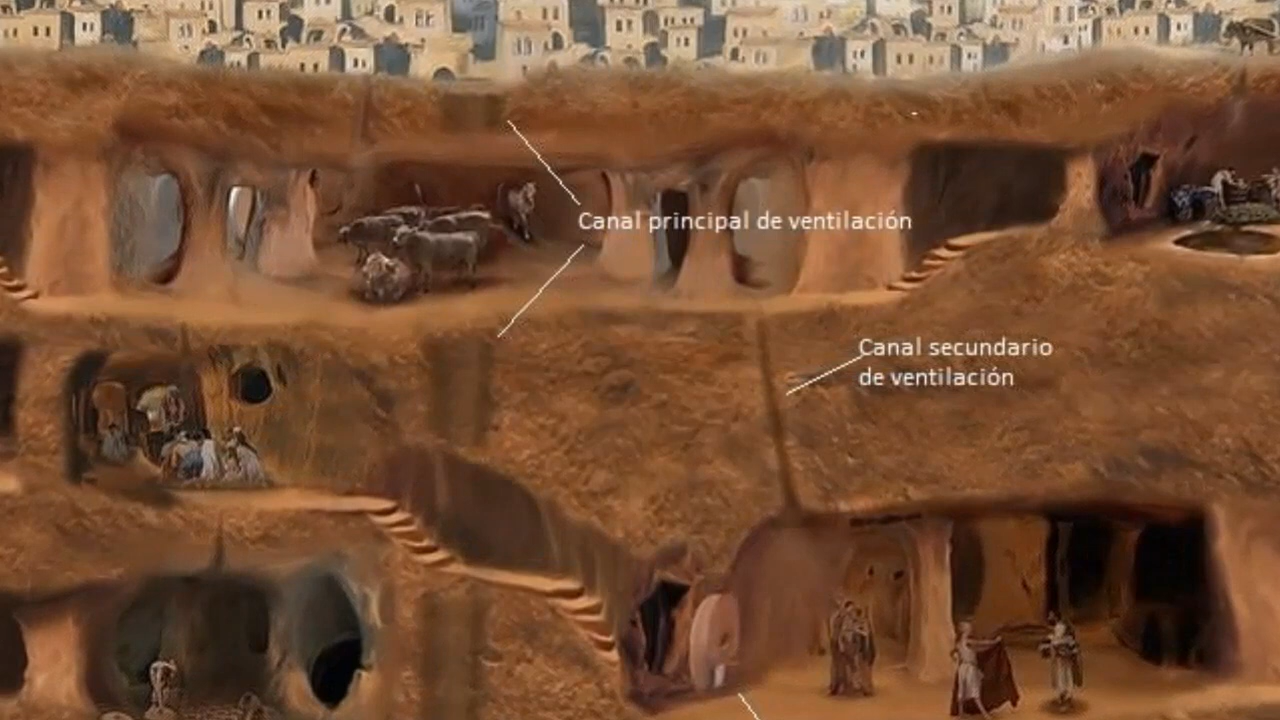 Canal principal de ventilación
Canal secundario
de ventilación